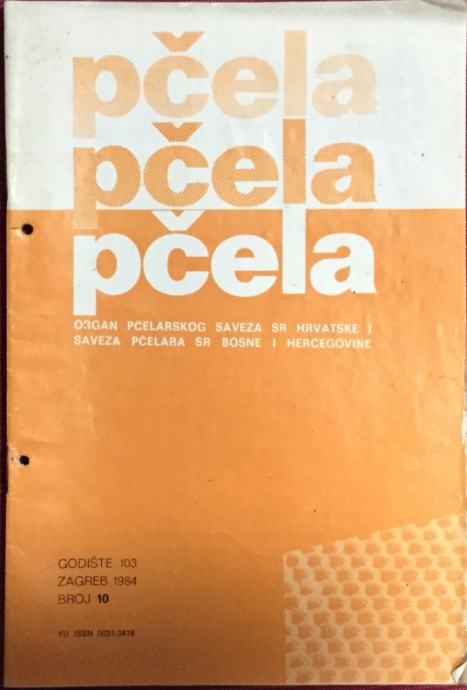 pčela
pčela
pčela
ORGAN PČELARSKOG SAVEZA SR HRVATSKE I
SAVEZA PČELARA SR BOSNE I HERCEGOVINE
GODIŠTE 103
ZAGREB 1984
BROJ 10
YU ISSN 0031-3416